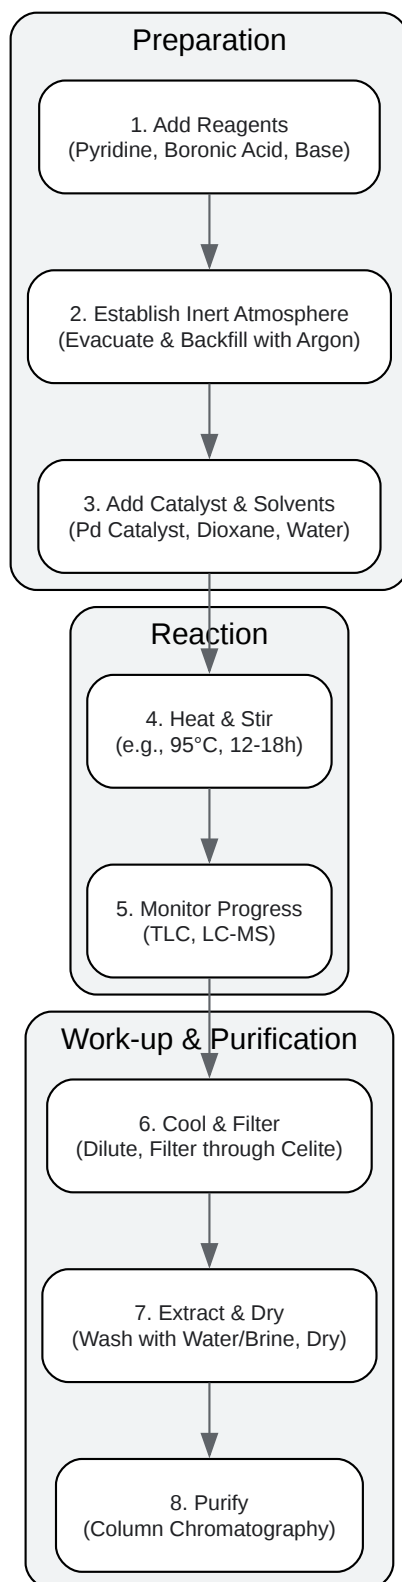 Preparation
1. Add Reagents
(Pyridine, Boronic Acid, Base)
2. Establish Inert Atmosphere
(Evacuate & Backfill with Argon)
3. Add Catalyst & Solvents
(Pd Catalyst, Dioxane, Water)
Reaction
4. Heat & Stir
(e.g., 95°C, 12-18h)
5. Monitor Progress
(TLC, LC-MS)
Work-up & Purification
6. Cool & Filter
(Dilute, Filter through Celite)
7. Extract & Dry
(Wash with Water/Brine, Dry)
8. Purify
(Column Chromatography)